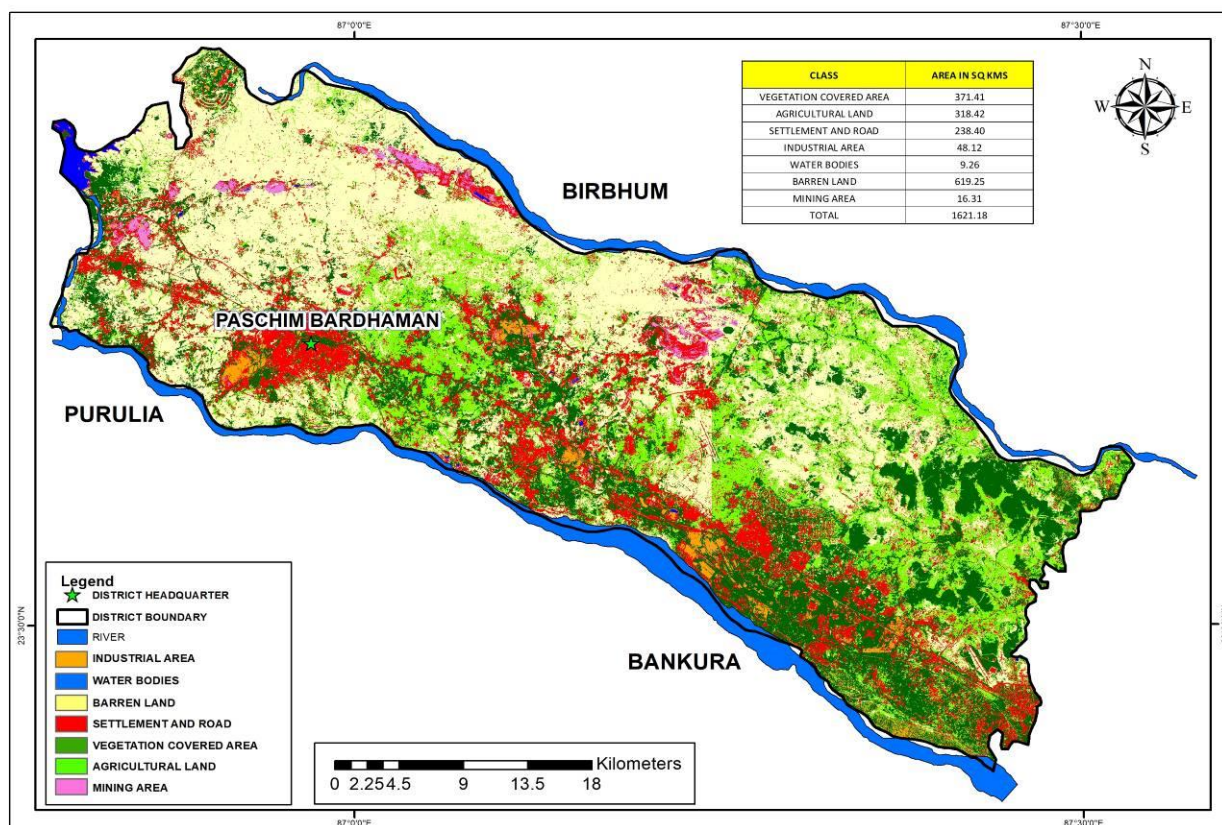 87°0'0"E
87°30'0"E
CLASS AREA IN SQ KMS
VEGETATION COVERED AREA 371.41
AGRICULTURAL LAND 318.42
SETTLEMENT AND ROAD 238.40
INDUSTRIAL AREA 48.12
WATER BODIES 9.26
BARREN LAND 619.25
MINING AREA 16.31
TOTAL 1621.18
N
W E
S
BIRBHUM
PASCHIM BARDHAMAN
PURULIA
BANKURA
23°30'0"N
Legend
DISTRICT HEADQUARTER
DISTRICT BOUNDARY
RIVER
INDUSTRIAL AREA
WATER BODIES
BARREN LAND
SETTLEMENT AND ROAD
VEGETATION COVERED AREA
AGRICULTURAL LAND
MINING AREA
Kilometers
0 2.25 4.5 9 13.5 18
87°0'0"E
87°30'0"E